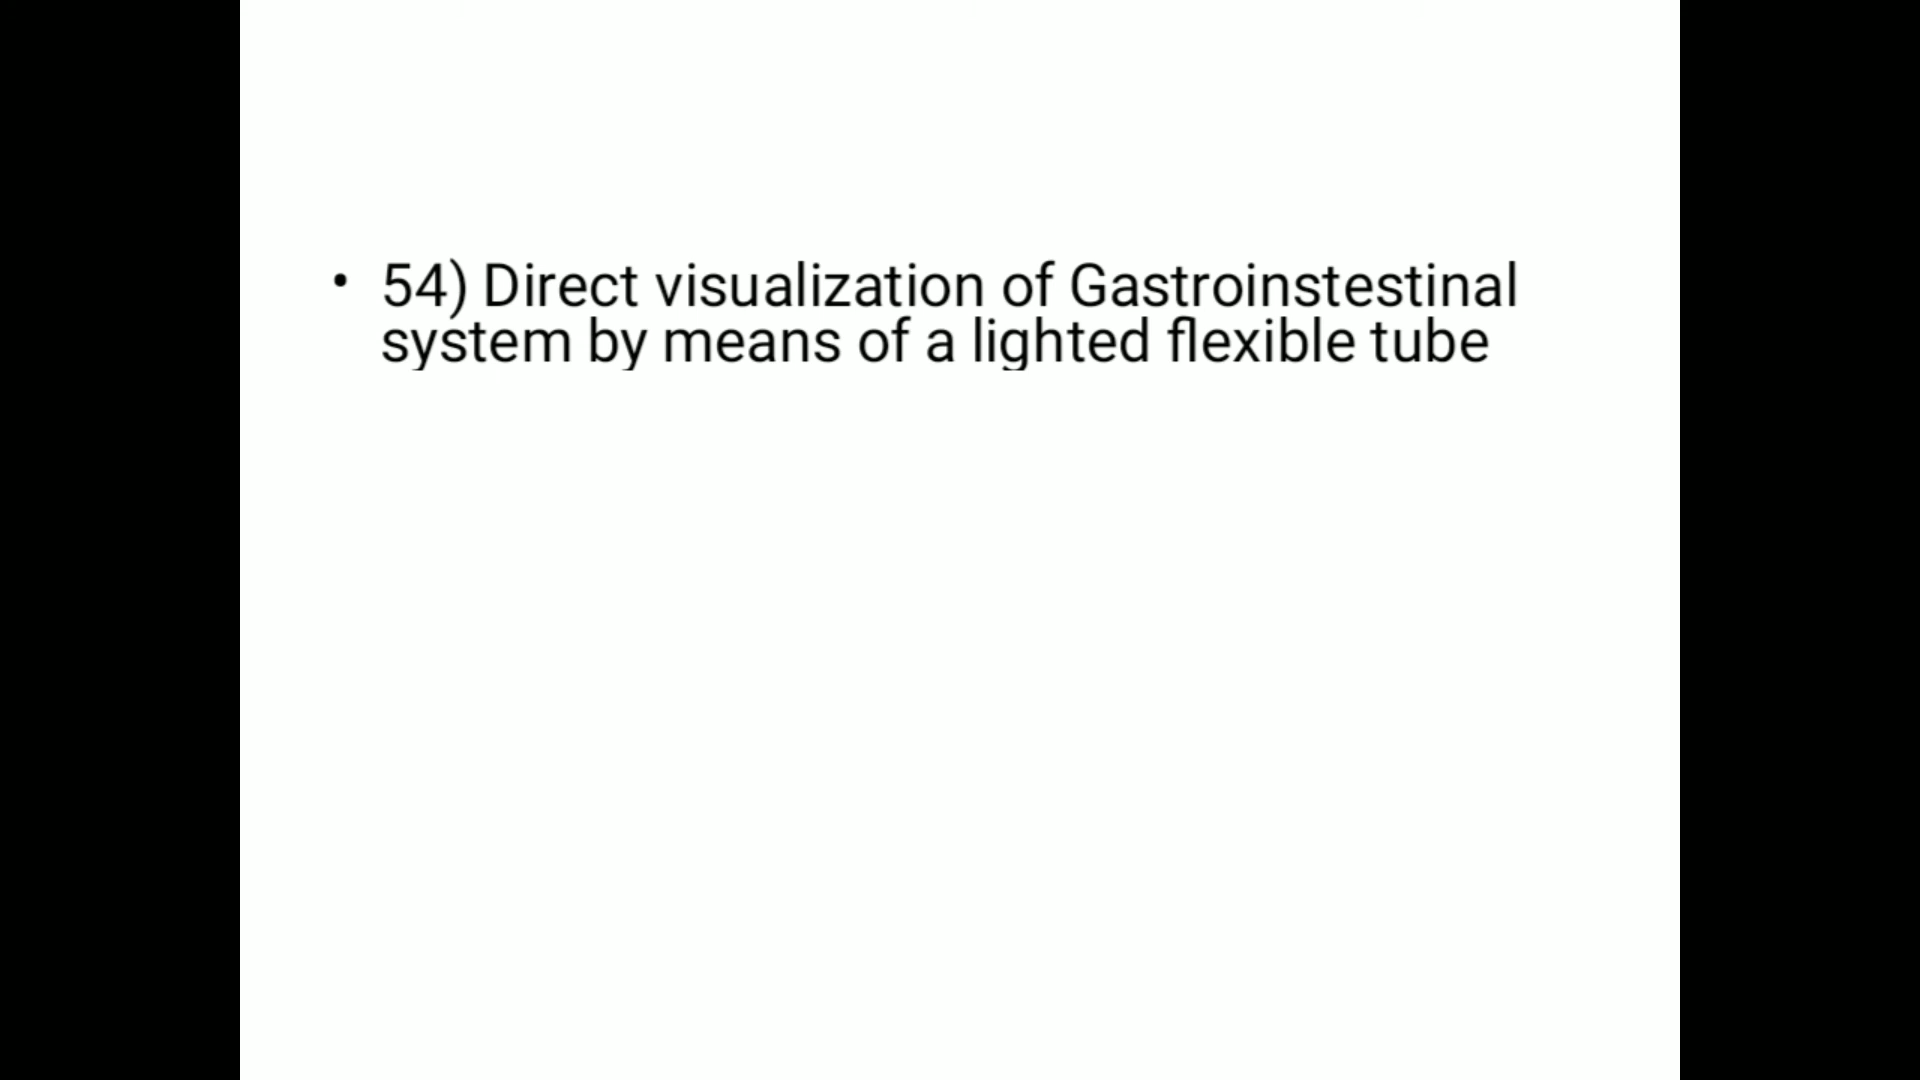 • 54) Direct visualization of Gastroinstestinal
system by means of a lighted flexible tube